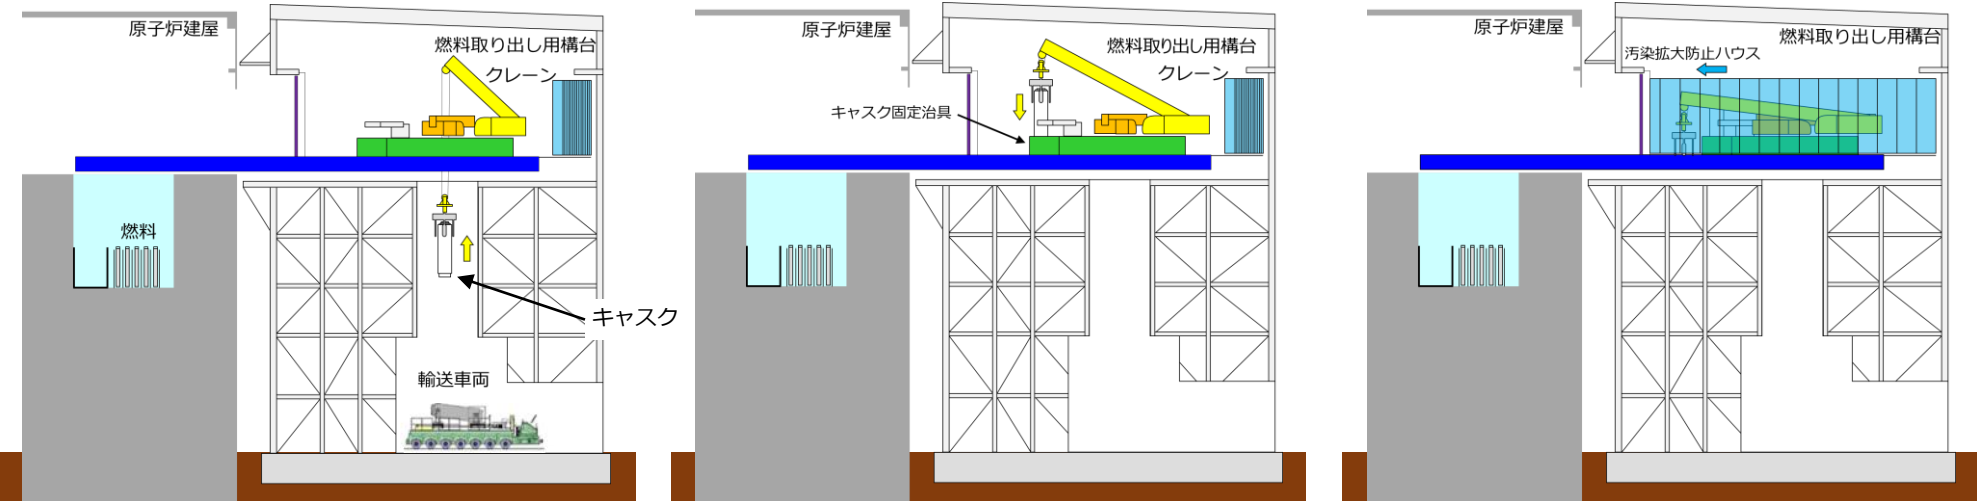 原子炉建屋
燃料取り出し用構台
クレーン
燃料
キャスク
輸送車両
原子炉建屋
燃料取り出し用構台
クレーン
キャスク固定治具
原子炉建屋
燃料取り出し用構台
汚染拡大防止ハウス